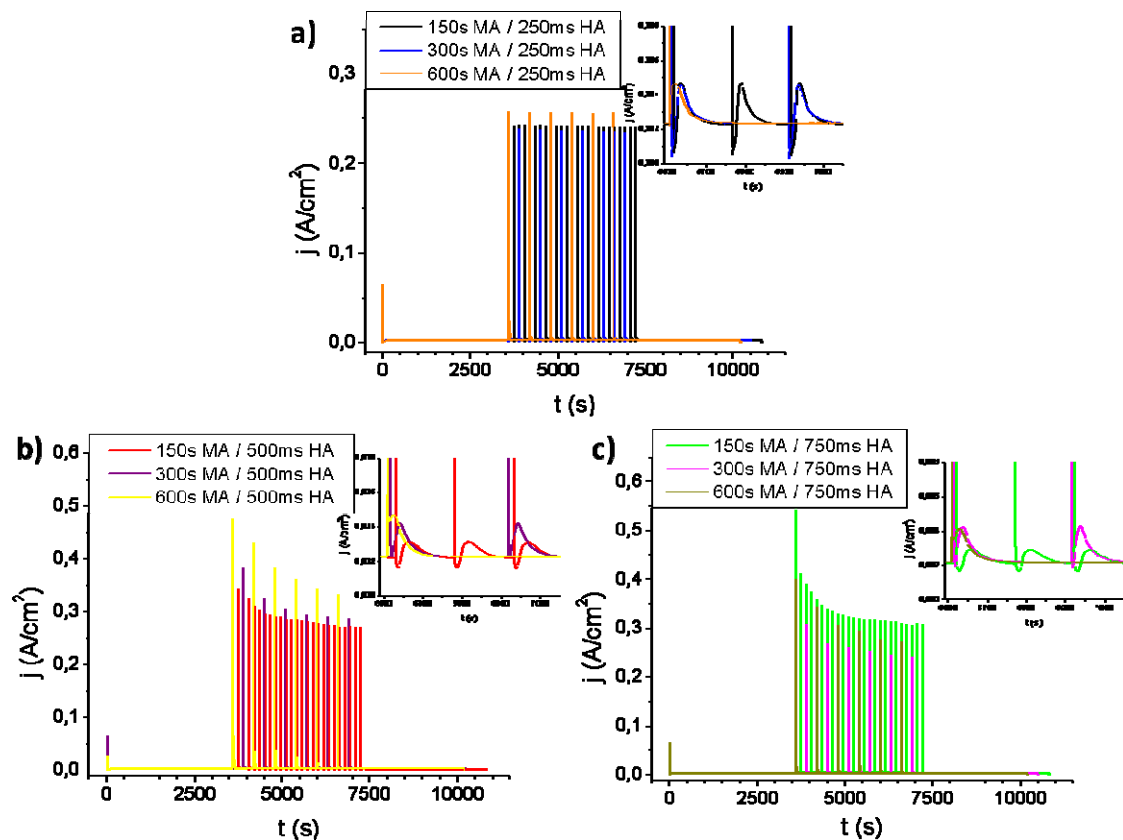 a)
150s MA / 250ms HA
300s MA / 250ms HA
600s MA / 250ms HA
j (A/cm²)
0,3
0,2
0,1
0,0
0
2500
5000
7500
10000
t (s)
j (A/cm²)
t (s)
b)
150s MA / 500ms HA
300s MA / 500ms HA
600s MA / 500ms HA
j (A/cm²)
0,6
0,5
0,4
0,3
0,2
0,1
0,0
0
2500
5000
7500
10000
t (s)
j (A/cm²)
t (s)
c)
150s MA / 750ms HA
300s MA / 750ms HA
600s MA / 750ms HA
j (A/cm²)
0,6
0,5
0,4
0,3
0,2
0,1
0,0
0
2500
5000
7500
10000
t (s)
j (A/cm²)
t (s)